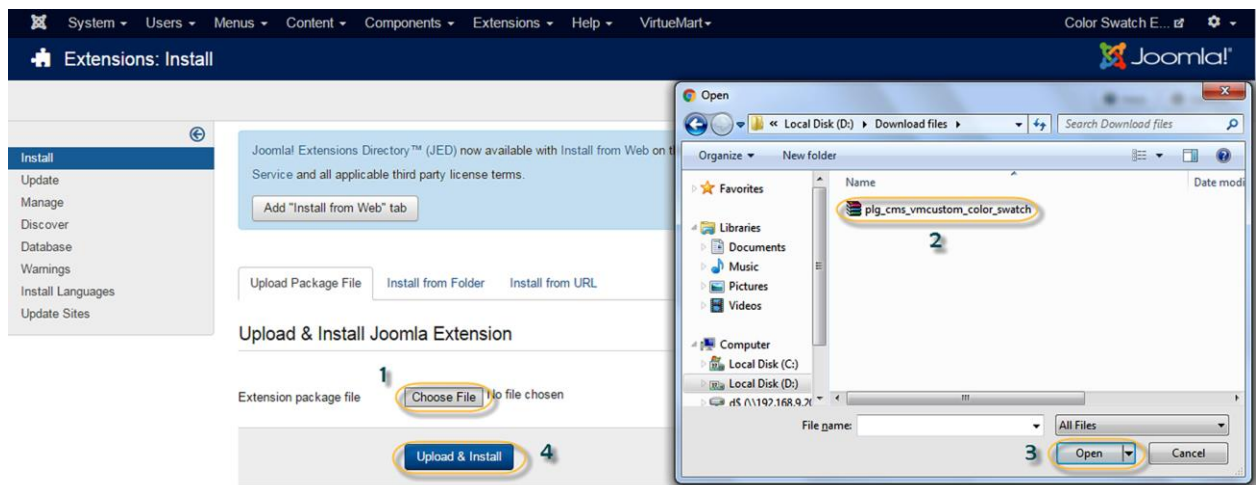 System Users Menus Content Components Extensions Help VirtueMart Color Swatch E...
Extensions: Install
Joomla!®
Install
Update
Manage
Discover
Database
Warnings
Install Languages
Update Sites
Joomla! Extensions Directory™ (JED) now available with Install from Web on
Service and all applicable third party license terms.
Add "Install from Web" tab
Upload Package File Install from Folder Install from URL
Upload & Install Joomla Extension
1
Extension package file Choose File No file chosen
Upload & Install 4
Open
« Local Disk (D:) Download files Search Download files
Organize New folder
Name Date modi
Favorites
plg_cms_vmcustom_color_swatch
2
Libraries
Documents
Music
Pictures
Videos
Computer
Local Disk (C:)
Local Disk (D:)
d$ (\\192.168.9.2(
File name: All Files
3 Open Cancel